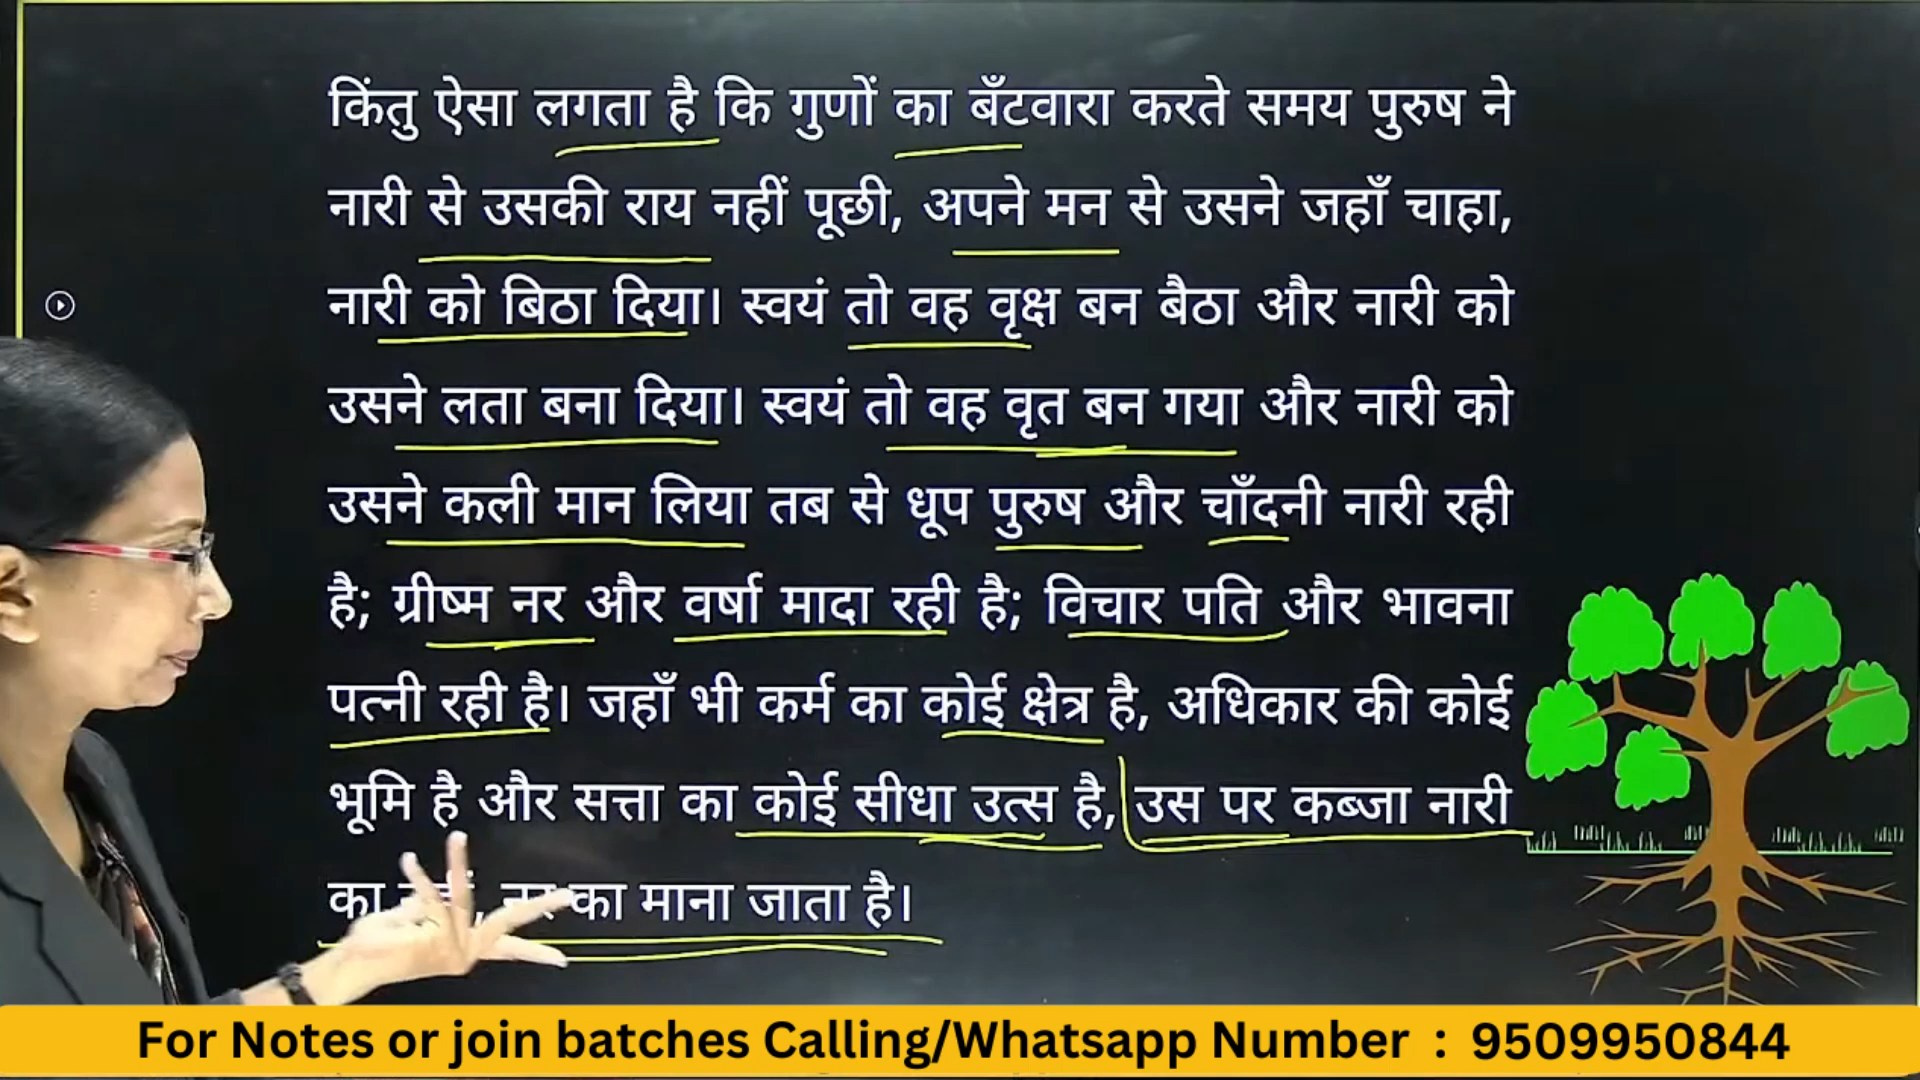 किंतु ऐसा लगता है कि गुणों का बँटवारा करते समय पुरुष ने
नारी से उसकी राय नहीं पूछी, अपने मन से उसने जहाँ चाहा,
नारी को बिठा दिया। स्वयं तो वह वृक्ष बन बैठा और नारी को
उसने लता बना दिया। स्वयं तो वह वृत बन गया और नारी को
उसने कली मान लिया तब से धूप पुरुष और चाँदनी नारी रही
है; ग्रीष्म नर और वर्षा मादा रही है; विचार पति और भावना
पत्नी रही है। जहाँ भी कर्म का कोई क्षेत्र है, अधिकार की कोई
भूमि है और सत्ता का कोई सीधा उत्स है, उस पर कब्जा नारी
का नर का माना जाता है।
For Notes or join batches Calling/Whatsapp Number : 9509950844